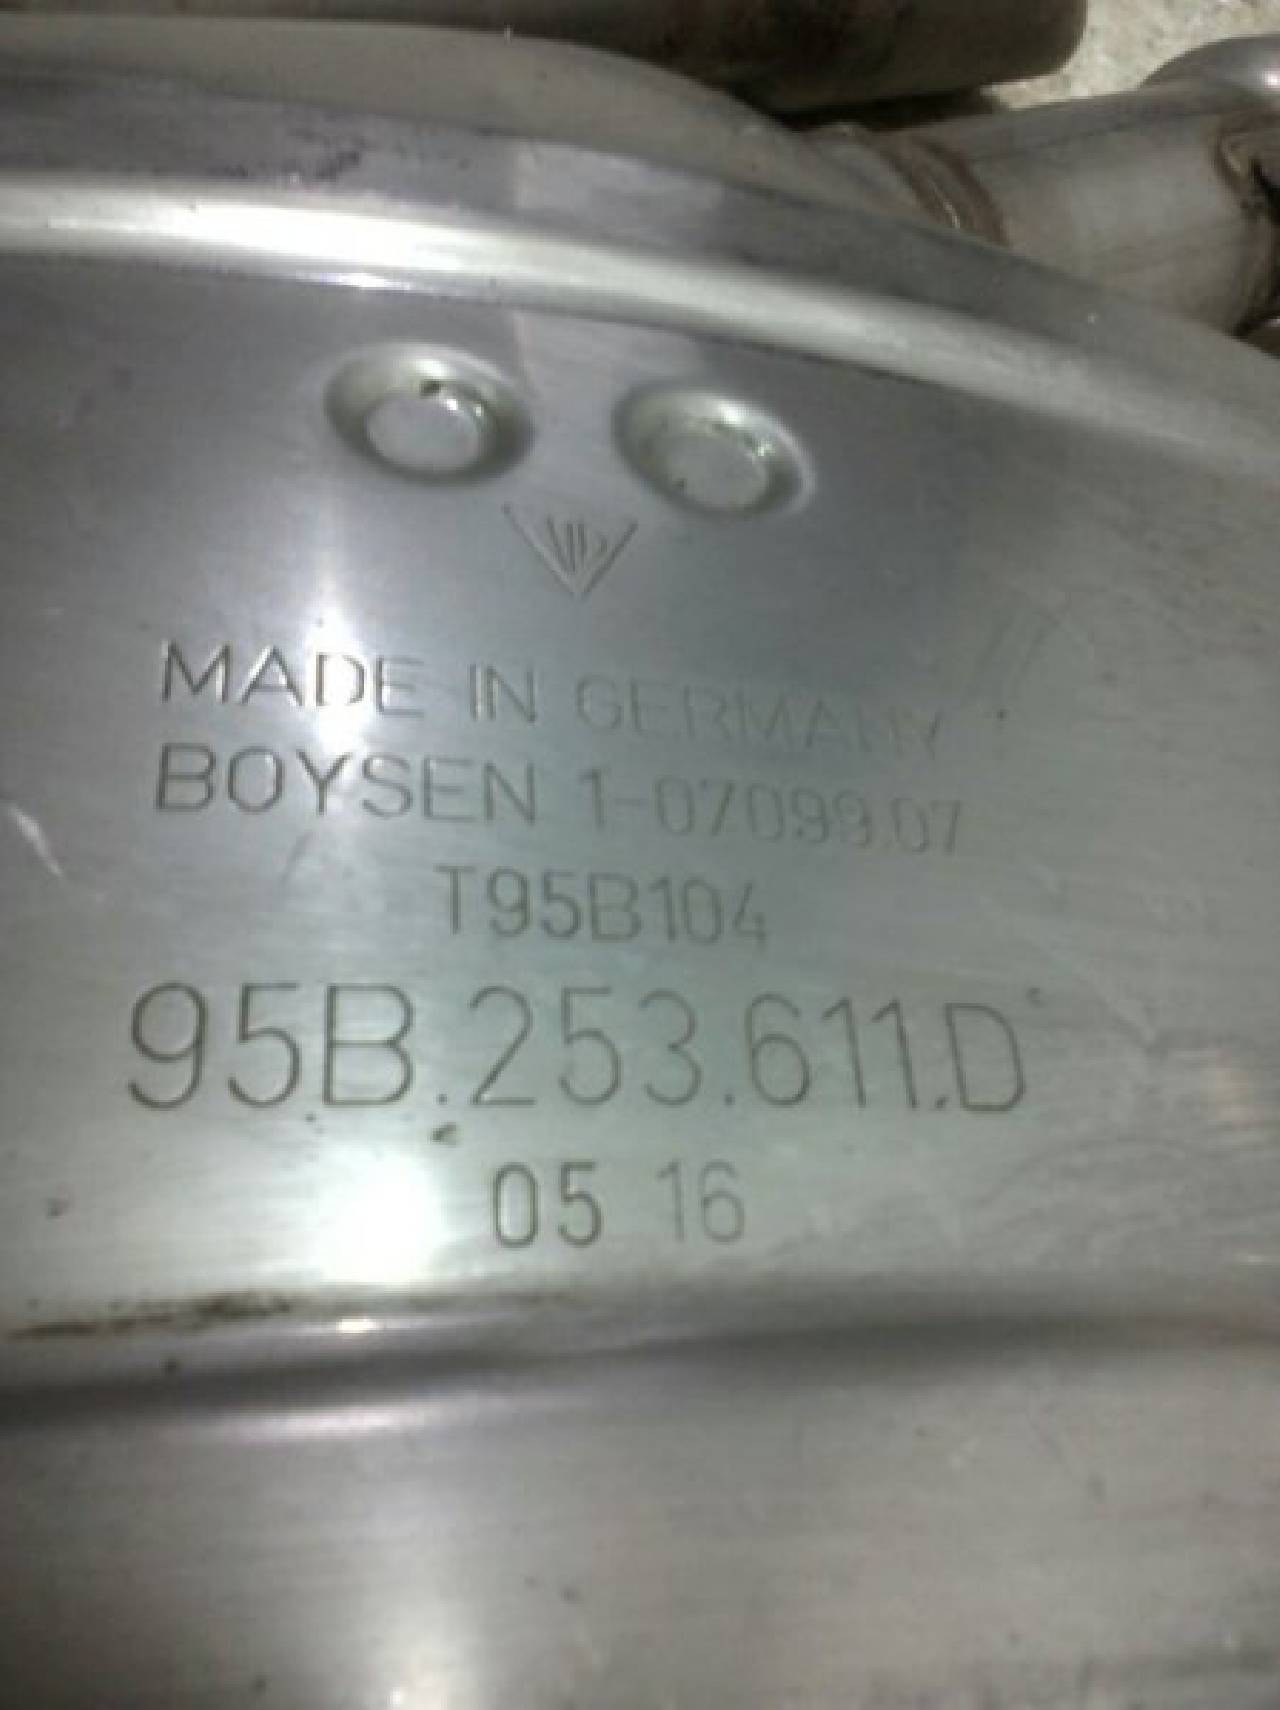 MADE IN GERMANY
BOYSEN 1-07099.07
T95B104
95B.253.611.D
05 16